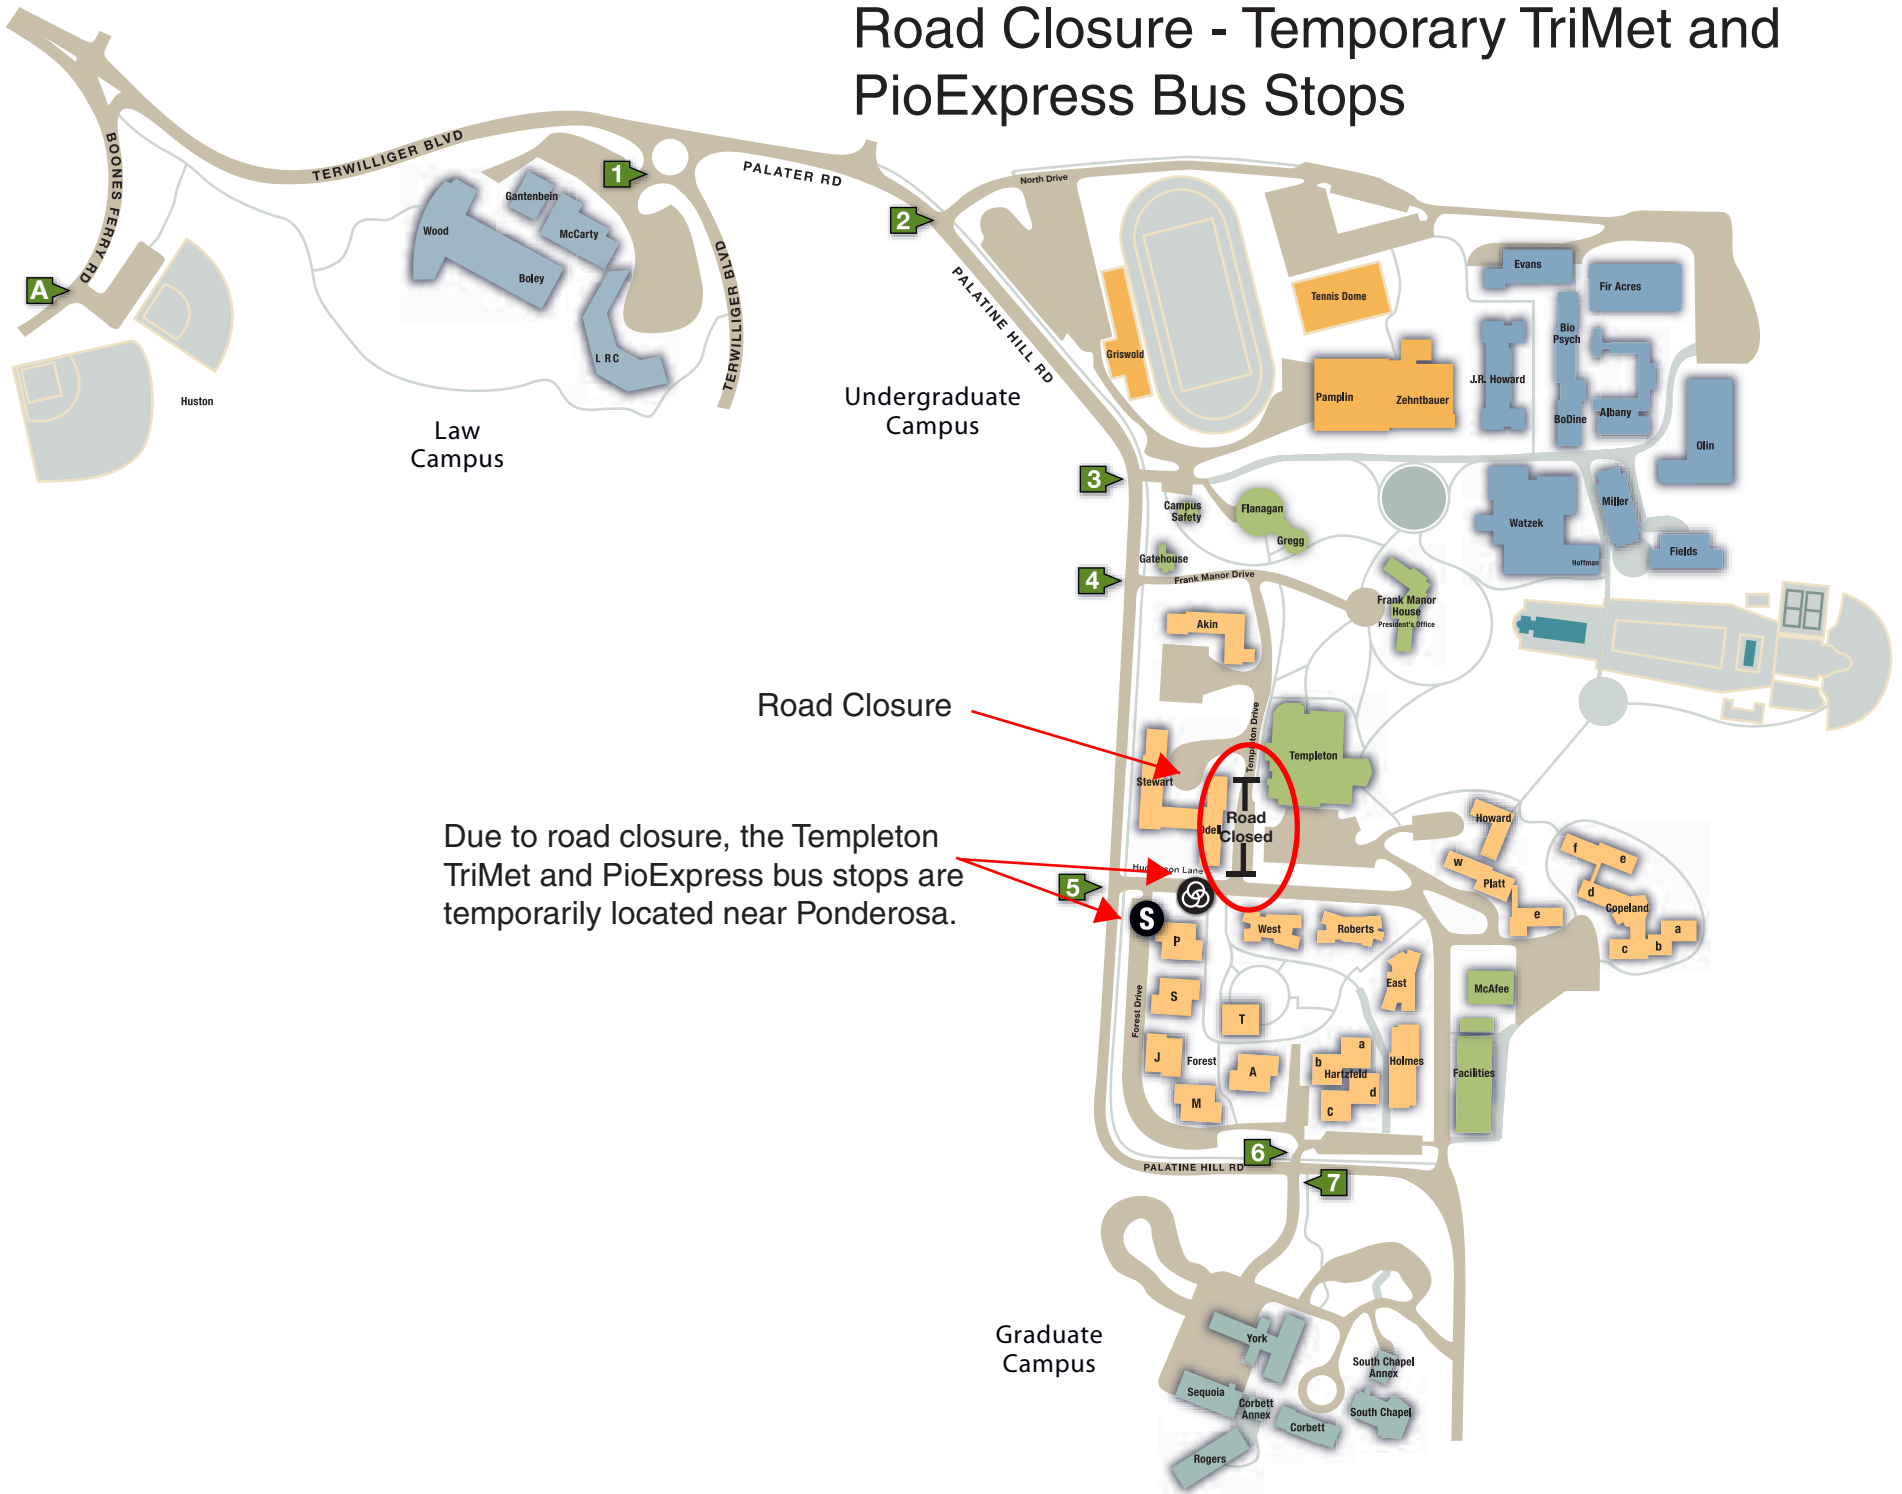 Road Closure - Temporary TriMet and
PioExpress Bus Stops
BOONES FERRY RD
TERWILLIGER BLVD
1
PALATER RD
2
North Drive
Gantenbein
Wood
McCarty
Boley
L R C
TERWILLIGER BLVD
A
Huston
Law
Campus
PALATINE HILL RD
Undergraduate
Campus
Griswold
Tennis Dome
Pamplin
Zehntbauer
Evans
Fir Acres
Bio
Psych
J.R. Howard
BoDine
Albany
Olin
3
Campus
Safety
Flanagan
Gregg
Watzek
Miller
Hoffman
Fields
Gatehouse
4
Frank Manor Drive
Frank Manor
House
President's Office
Akin
Road Closure
Templeton Drive
Templeton
Stewart
Odell
Road
Closed
Howard
w
Platt
e
f
e
d
Copeland
a
b
c
Due to road closure, the Templeton
TriMet and PioExpress bus stops are
temporarily located near Ponderosa.
5
S
P
West
Roberts
East
McAfee
S
T
Forest Drive
J
Forest
A
M
a
b
Hartzfeld
d
c
Holmes
Facilities
6
PALATINE HILL RD
7
Graduate
Campus
York
Sequoia
Corbett
Annex
Corbett
Rogers
South Chapel
Annex
South Chapel